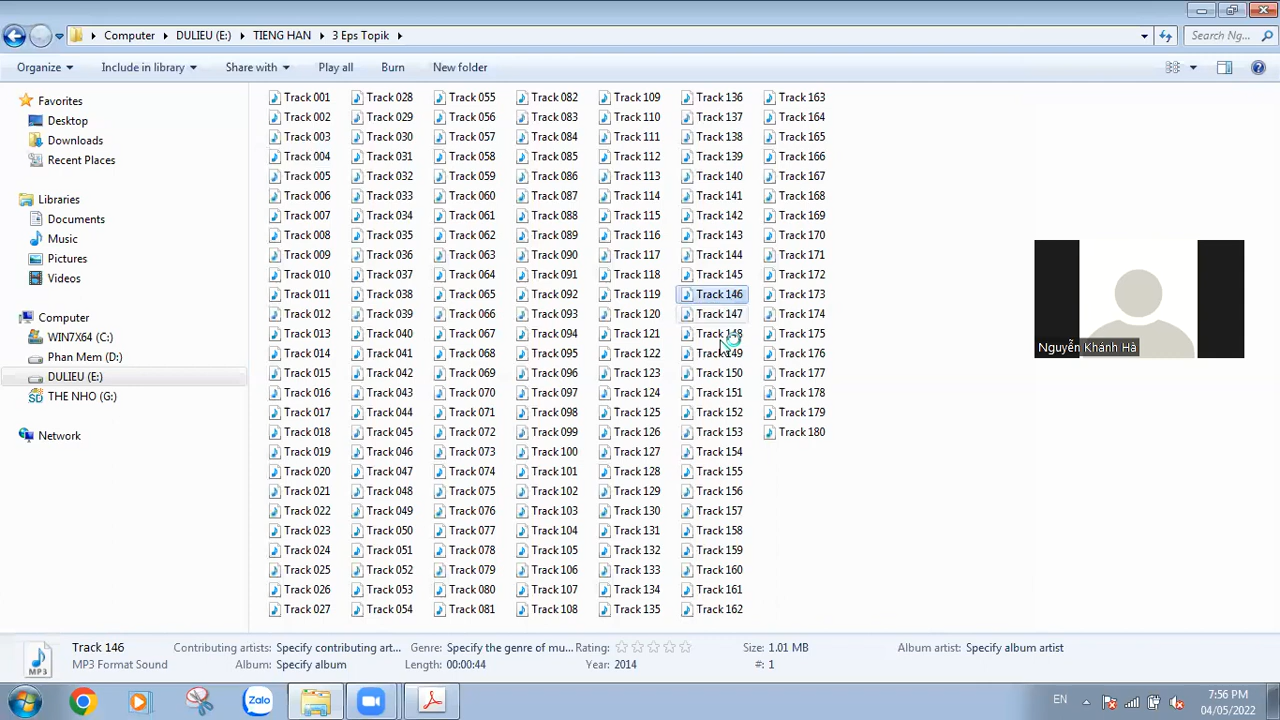 Computer ▸ DULIEU (E:) ▸ TIENG HAN ▸ 3 Eps Topik ▸
Search Ng...
Organize Include in library Share with Play all Burn New folder
Favorites
Desktop
Downloads
Recent Places
Libraries
Documents
Music
Pictures
Videos
Computer
WIN7X64 (C:)
Phan Mem (D:)
DULIEU (E:)
THE NHO (G:)
Network
Track 001 Track 028 Track 055 Track 082 Track 109 Track 136 Track 163
Track 002 Track 029 Track 056 Track 083 Track 110 Track 137 Track 164
Track 003 Track 030 Track 057 Track 084 Track 111 Track 138 Track 165
Track 004 Track 031 Track 058 Track 085 Track 112 Track 139 Track 166
Track 005 Track 032 Track 059 Track 086 Track 113 Track 140 Track 167
Track 006 Track 033 Track 060 Track 087 Track 114 Track 141 Track 168
Track 007 Track 034 Track 061 Track 088 Track 115 Track 142 Track 169
Track 008 Track 035 Track 062 Track 089 Track 116 Track 143 Track 170
Track 009 Track 036 Track 063 Track 090 Track 117 Track 144 Track 171
Track 010 Track 037 Track 064 Track 091 Track 118 Track 145 Track 172
Track 011 Track 038 Track 065 Track 092 Track 119 Track 146 Track 173
Track 012 Track 039 Track 066 Track 093 Track 120 Track 147 Track 174
Track 013 Track 040 Track 067 Track 094 Track 121 Track 148 Track 175
Track 014 Track 041 Track 068 Track 095 Track 122 Track 149 Track 176
Track 015 Track 042 Track 069 Track 096 Track 123 Track 150 Track 177
Track 016 Track 043 Track 070 Track 097 Track 124 Track 151 Track 178
Track 017 Track 044 Track 071 Track 098 Track 125 Track 152 Track 179
Track 018 Track 045 Track 072 Track 099 Track 126 Track 153 Track 180
Track 019 Track 046 Track 073 Track 100 Track 127 Track 154
Track 020 Track 047 Track 074 Track 101 Track 128 Track 155
Track 021 Track 048 Track 075 Track 102 Track 129 Track 156
Track 022 Track 049 Track 076 Track 103 Track 130 Track 157
Track 023 Track 050 Track 077 Track 104 Track 131 Track 158
Track 024 Track 051 Track 078 Track 105 Track 132 Track 159
Track 025 Track 052 Track 079 Track 106 Track 133 Track 160
Track 026 Track 053 Track 080 Track 107 Track 134 Track 161
Track 027 Track 054 Track 081 Track 108 Track 135 Track 162
Nguyễn Khánh Hà
Track 146 Contributing artists: Specify contributing art... Genre: Specify the genre of mu... Rating: Size: 1.01 MB Album artist: Specify album artist
MP3 Format Sound Album: Specify album Length: 00:00:44 Year: 2014 #: 1
MP3
Zalo
EN
7:56 PM
04/05/2022